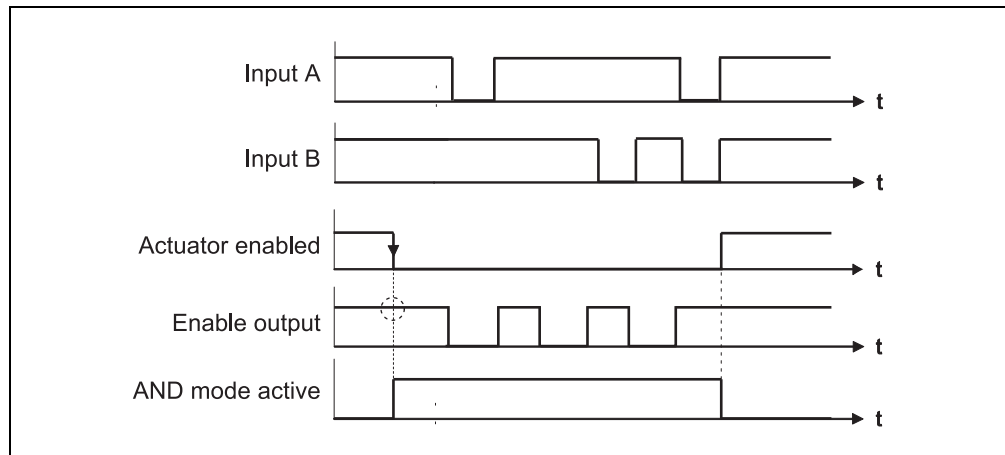 Input A
t
Input B
t
Actuator enabled
t
Enable output
t
AND mode active
t